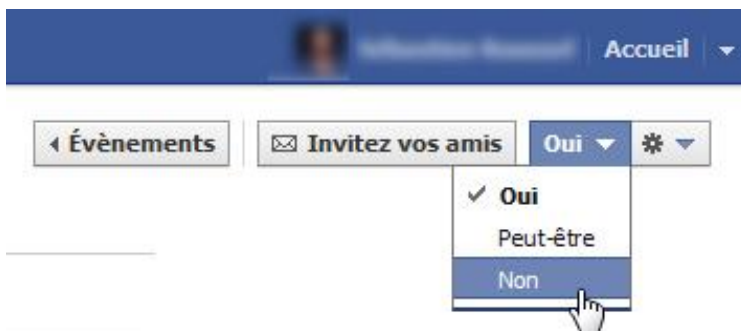 Accueil
Évènements
Invitez vos amis
Oui
Oui
Peut-être
Non